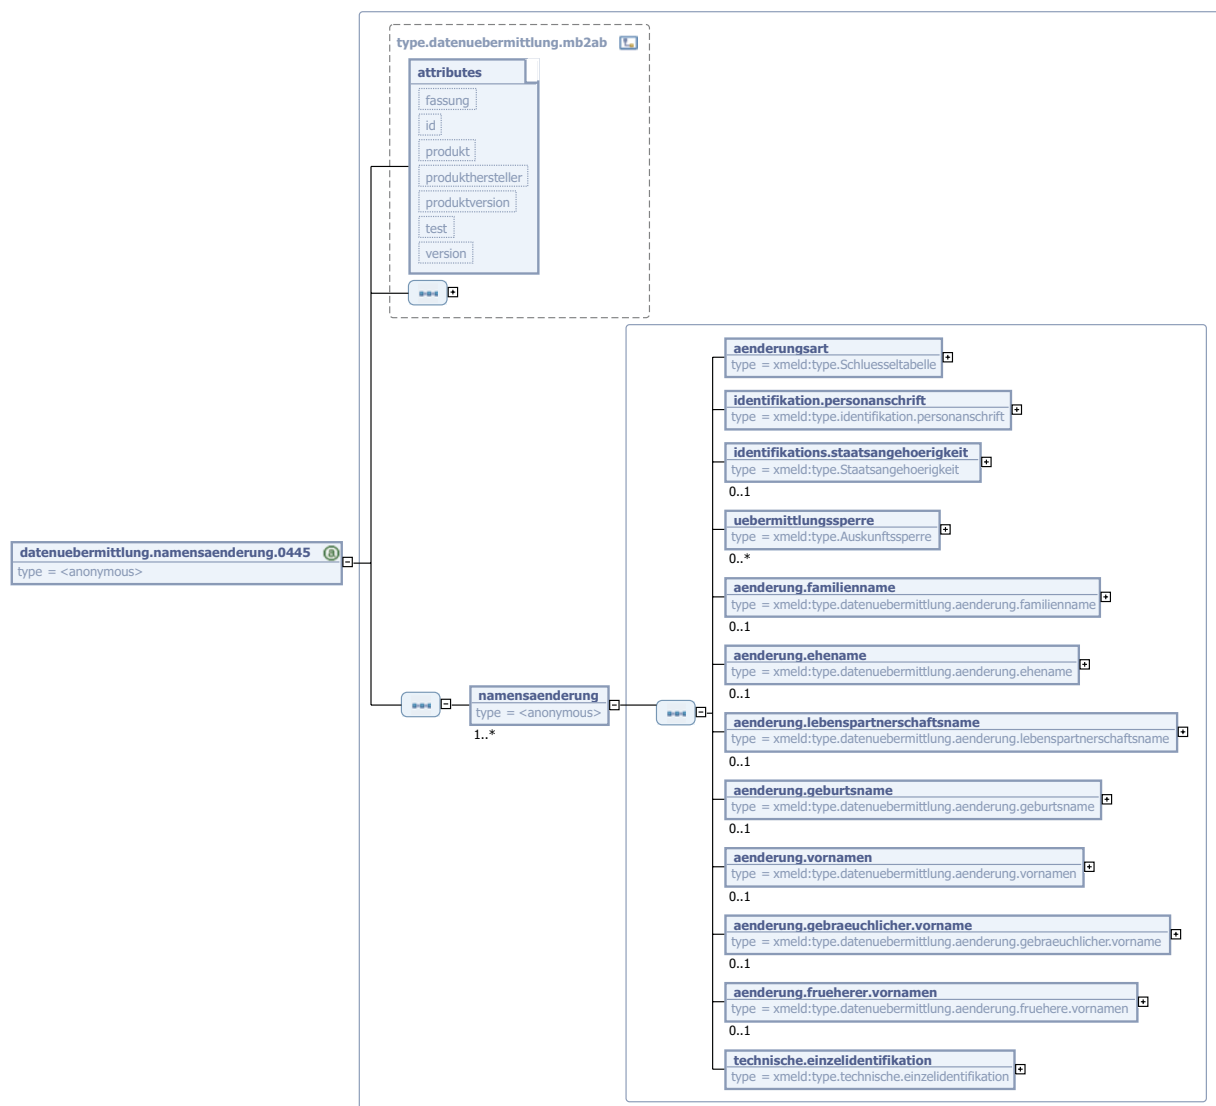 type.datenuebermittlung.mb2ab
attributes
fassung
id
produkt
produkthersteller
produktversion
test
version
aenderungsart
type = xmeld:type.Schluesseltabelle
identifikation.personanschrift
type = xmeld:type.identifikation.personanschrift
identifikations.staatsangehoerigkeit
type = xmeld:type.Staatsangehoerigkeit
0..1
uebermittlungssperre
type = xmeld:type.Auskunftssperre
0..*
datenuebermittlung.namensaenderung.0445 a
type = <anonymous>
aenderung.familienname
type = xmeld:type.datenuebermittlung.aenderung.familienname
0..1
aenderung.ehename
type = xmeld:type.datenuebermittlung.aenderung.ehename
0..1
namensaenderung
type = <anonymous>
1..*
aenderung.lebenspartnerschaftsname
type = xmeld:type.datenuebermittlung.aenderung.lebenspartnerschaftsname
0..1
aenderung.geburtsname
type = xmeld:type.datenuebermittlung.aenderung.geburtsname
0..1
aenderung.vornamen
type = xmeld:type.datenuebermittlung.aenderung.vornamen
0..1
aenderung.gebraeuchlicher.vorname
type = xmeld:type.datenuebermittlung.aenderung.gebraeuchlicher.vorname
0..1
aenderung.frueherer.vornamen
type = xmeld:type.datenuebermittlung.aenderung.fruehere.vornamen
0..1
technische.einzelidentifikation
type = xmeld:type.technische.einzelidentifikation